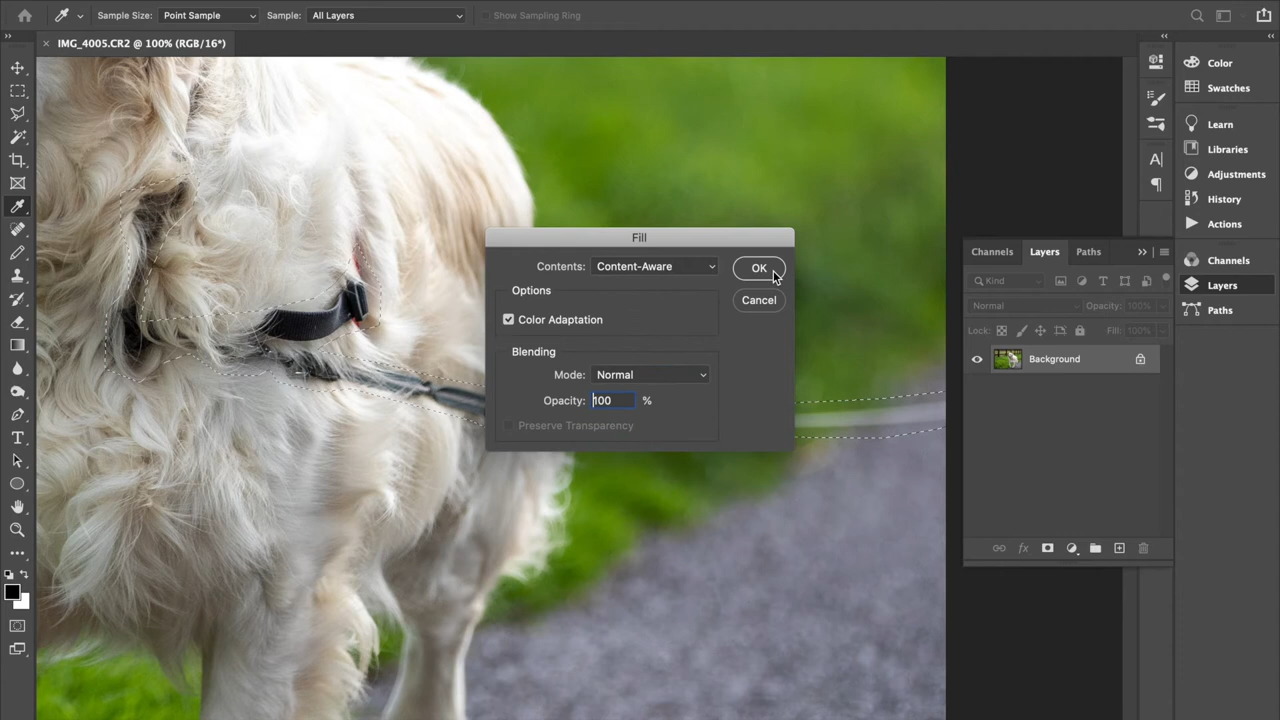 Sample Size: Point Sample Sample: All Layers Show Sampling Ring
× IMG_4005.CR2 @ 100% (RGB/16*)
Color
Swatches
Learn
Libraries
Adjustments
History
Actions
Channels
Layers
Paths
Fill
Contents: Content-Aware
OK
Cancel
Options
Color Adaptation
Blending
Mode: Normal
Opacity: 100 %
Preserve Transparency
Channels Layers Paths
Kind
Normal Opacity: 100%
Lock: Fill: 100%
Background